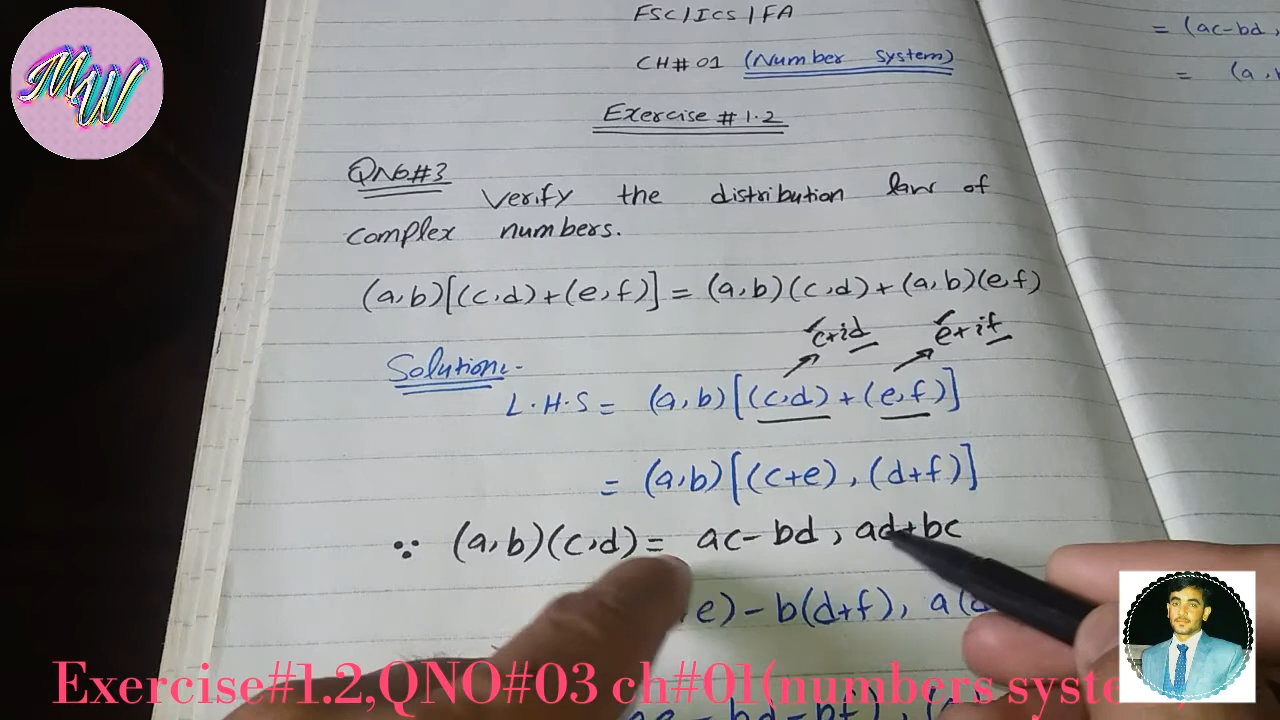 MW
FSC/ICS/FA
CH#01 (Number System)
Exercise #1.2
QNo#3
Verify the distribution law of
complex numbers.
(a,b)[(c,d)+(e,f)] = (a,b)(c,d)+(a,b)(e,f)
c+id e+if
Solution:-
L.H.S = (a,b)[(c,d)+(e,f)]
= (a,b)[(c+e),(d+f)]
∵ (a,b)(c,d)= ac-bd, ad+bc
e)-b(d+f), a(
= (ac-bd,
= (a,
Exercise#1.2,QNO#03 ch#01(numbers syste